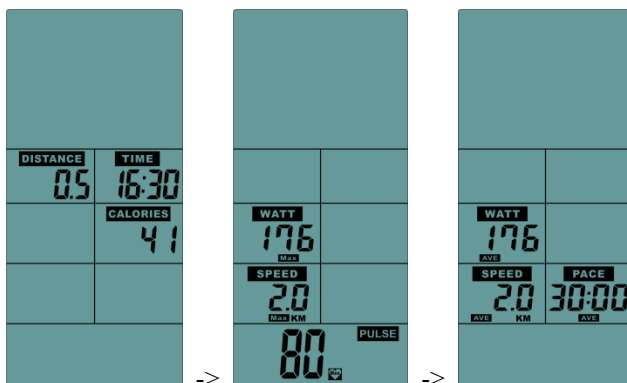 DISTANCE TIME
0.5 16:30
CALORIES
41
->
WATT
176
Max
SPEED
2.0
Max KM
80 PULSE
Max
->
WATT
176
AVE
SPEED PACE
2.0 30:00
AVE KM AVE